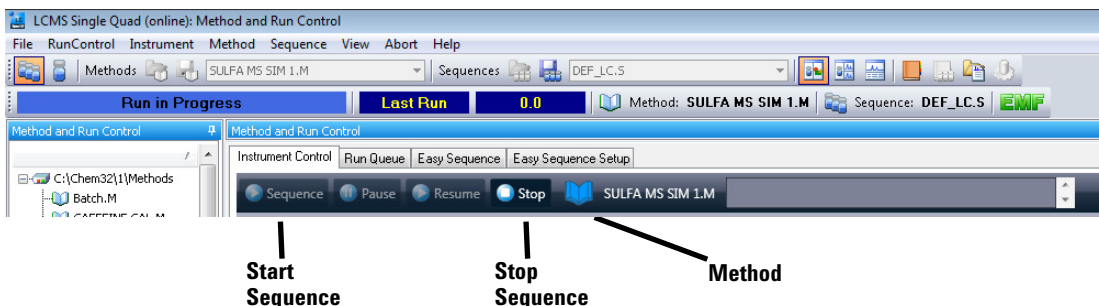 LCMS Single Quad (online): Method and Run Control
File RunControl Instrument Method Sequence View Abort Help
Methods SULFA MS SIM 1.M Sequences DEF_LC.S
Run in Progress Last Run 0.0 Method: SULFA MS SIM 1.M Sequence: DEF_LC.S EMF
Method and Run Control Method and Run Control
Instrument Control Run Queue Easy Sequence Easy Sequence Setup
C:\Chem32\1\Methods
Sequence Pause Resume Stop SULFA MS SIM 1.M
Batch.M
Start Stop Method
Sequence Sequence